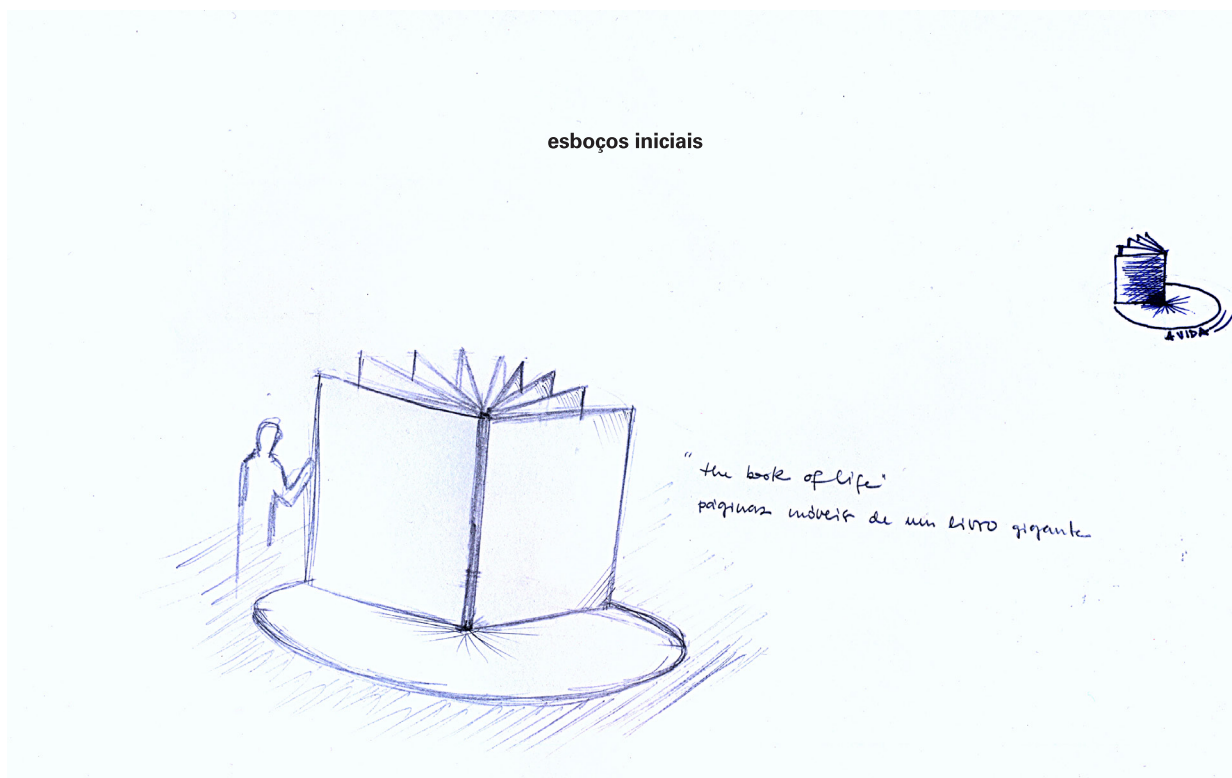 esboços iniciais
A VIDA
"the book of life"
páginas móveis de um livro gigante